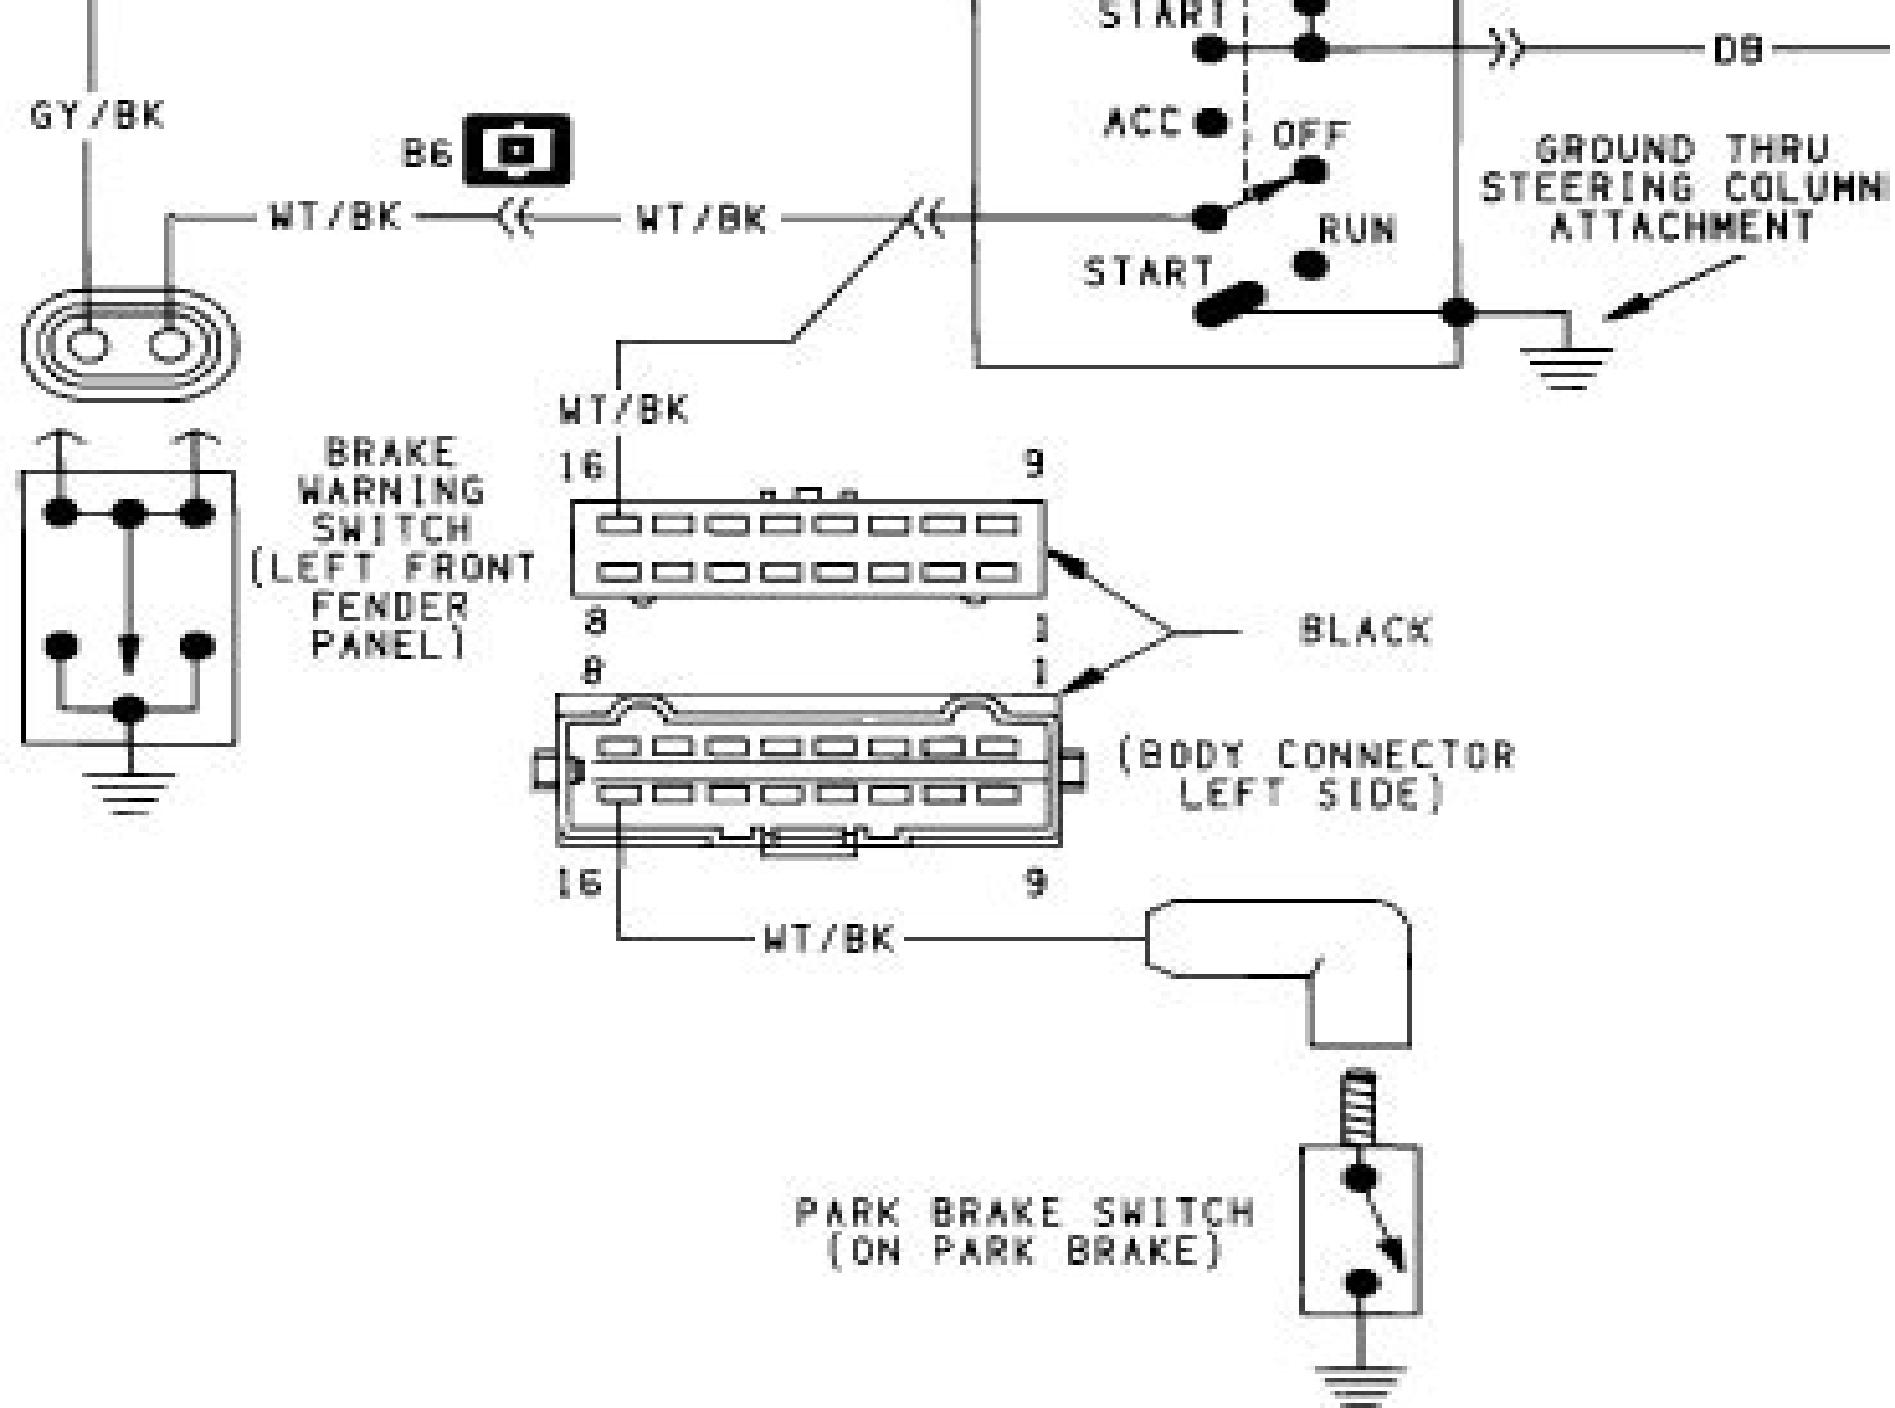 START
DB
GY/BK
ACC
OFF
B6
GROUND THRU
STEERING COLUMN
ATTACHMENT
WT/BK
WT/BK
RUN
START
WT/BK
BRAKE
WARNING
SWITCH
(LEFT FRONT
FENDER
PANEL)
16
9
8
1
BLACK
8
1
(BODY CONNECTOR
LEFT SIDE)
16
9
WT/BK
PARK BRAKE SWITCH
(ON PARK BRAKE)